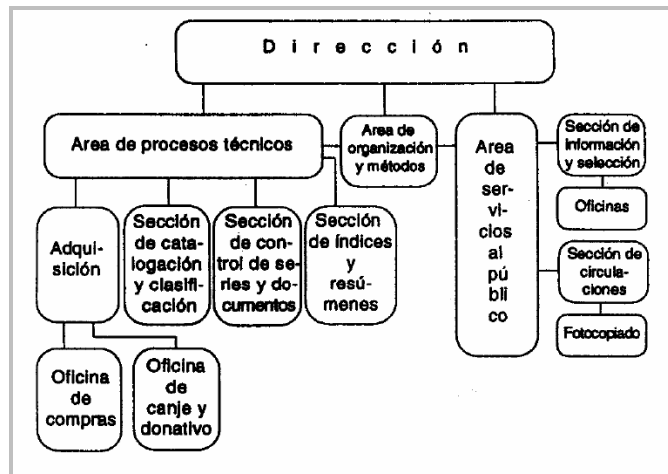 Dirección
Area de procesos técnicos
Area de
organización
y métodos
Area
de
ser-
vi-
cios
al
pú-
bli
co
Sección de
información
y selección
Oficinas
Sección de
circula-
ciones
Fotocopiado
Adqui-
sición
Sección
de cata-
logación
y clasifi-
cación
Sección
de con-
trol de se-
ries y do-
cumentos
Sección
de índices
y
resú-
menes
Oficina
de
compras
Oficina
de
canje y
donativo